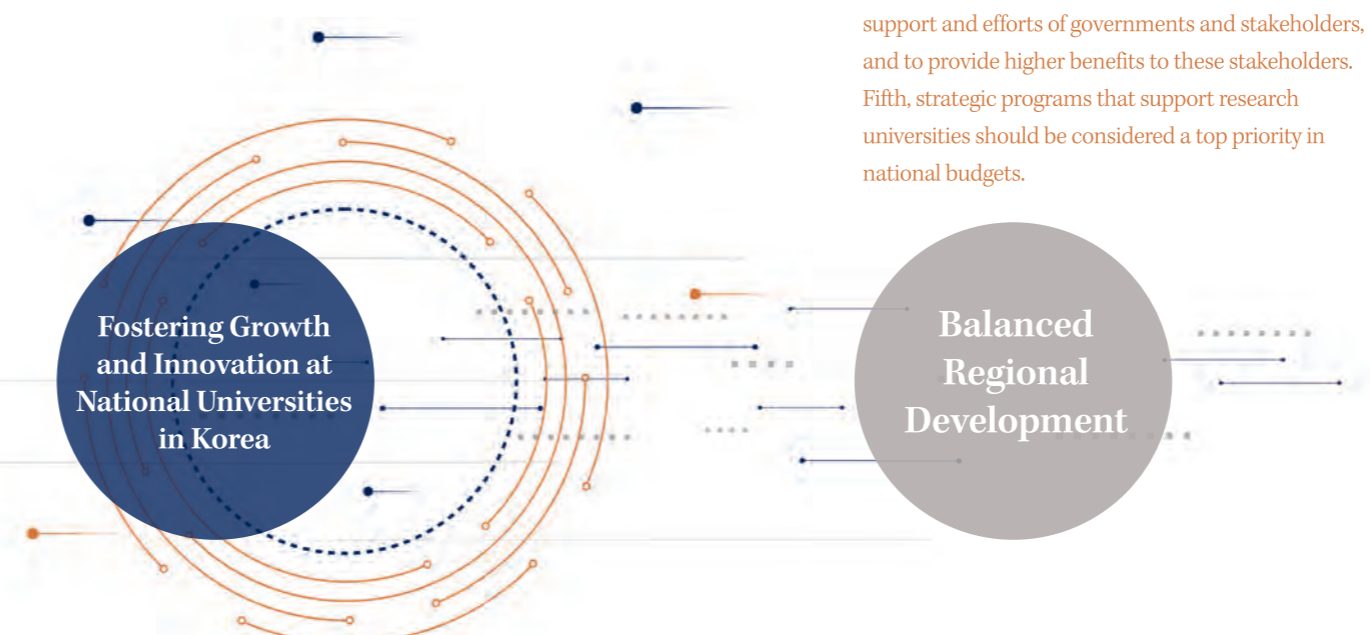 support and efforts of governments and stakeholders,
and to provide higher benefits to these stakeholders.
Fifth, strategic programs that support research
universities should be considered a top priority in
national budgets.
Fostering Growth
and Innovation at
National Universities
in Korea
Balanced
Regional
Development